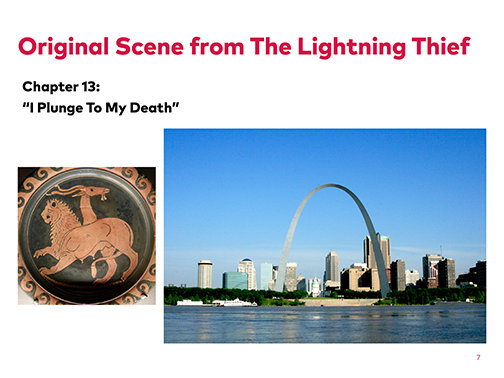 Original Scene from The Lightning Thief
Chapter 13:
“I Plunge To My Death”
7